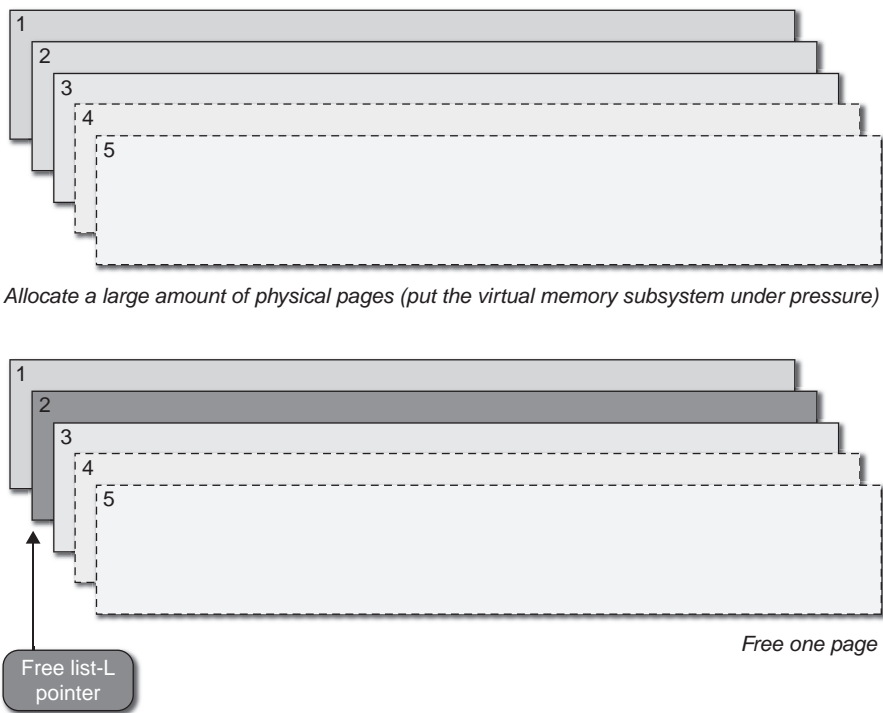 1
2
3
4
5
Allocate a large amount of physical pages (put the virtual memory subsystem under pressure)
1
2
3
4
5
Free one page
Free list-L
pointer